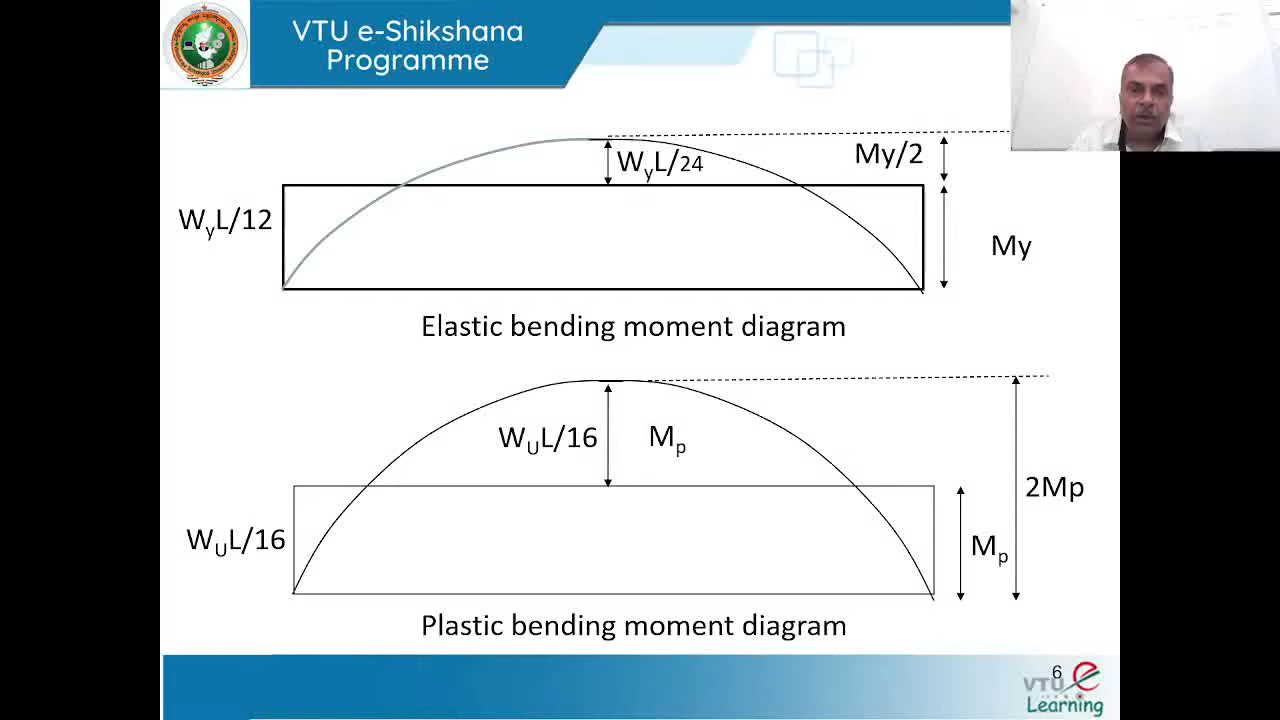 VTU e-Shikshana
Programme
WyL/24
My/2
WyL/12
My
Elastic bending moment diagram
WUL/16
Mp
2Mp
WUL/16
Mp
Plastic bending moment diagram
6
VTU e
Learning